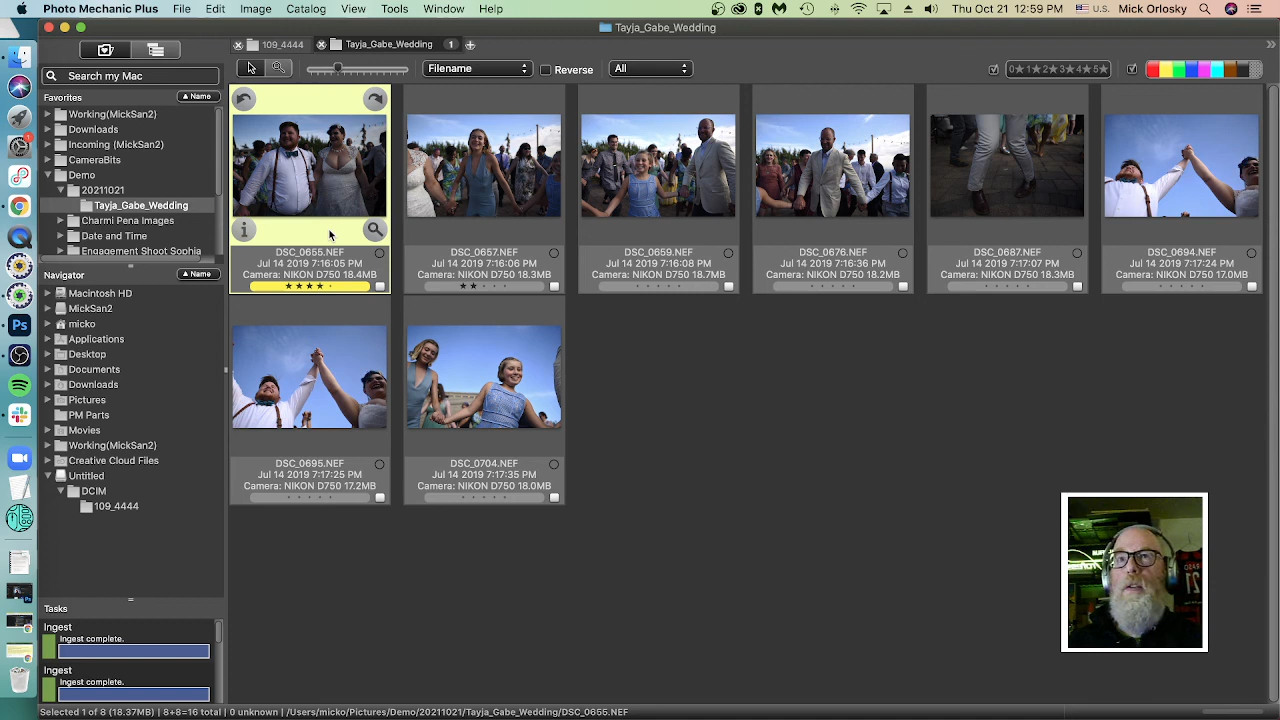 Photo Mechanic Plus File Edit Image Catalog View Tools Window Help U.S. Thu Oct 21 12:59 PM Mick Orlosky
Tayja_Gabe_Wedding
109_4444 Tayja_Gabe_Wedding 1
Search my Mac Filename Reverse All 0★1★2★3★4★5★
Favorites ▲ Name
Working(MickSan2)
Downloads
Incoming (MickSan2)
CameraBits
Demo
20211021
Tayja_Gabe_Wedding
Charmi Pena Images
Date and Time
Engagement Shoot Sophia
Navigator ▲ Name
Macintosh HD
MickSan2
micko
Applications
Desktop
Documents
Downloads
Pictures
PM Parts
Movies
Working(MickSan2)
Creative Cloud Files
Untitled
DCIM
109_4444
Tasks
Ingest
Ingest complete.
Ingest
Ingest complete.
DSC_0655.NEF
Jul 14 2019 7:16:05 PM
Camera: NIKON D750 18.4MB
DSC_0657.NEF
Jul 14 2019 7:16:06 PM
Camera: NIKON D750 18.3MB
DSC_0659.NEF
Jul 14 2019 7:16:08 PM
Camera: NIKON D750 18.7MB
DSC_0676.NEF
Jul 14 2019 7:16:36 PM
Camera: NIKON D750 18.2MB
DSC_0687.NEF
Jul 14 2019 7:17:07 PM
Camera: NIKON D750 18.3MB
DSC_0694.NEF
Jul 14 2019 7:17:24 PM
Camera: NIKON D750 17.0MB
DSC_0695.NEF
Jul 14 2019 7:17:25 PM
Camera: NIKON D750 17.2MB
DSC_0704.NEF
Jul 14 2019 7:17:35 PM
Camera: NIKON D750 18.0MB
Selected 1 of 8 (18.37MB) | 8+8=16 total | 0 unknown | /Users/micko/Pictures/Demo/20211021/Tayja_Gabe_Wedding/DSC_0655.NEF